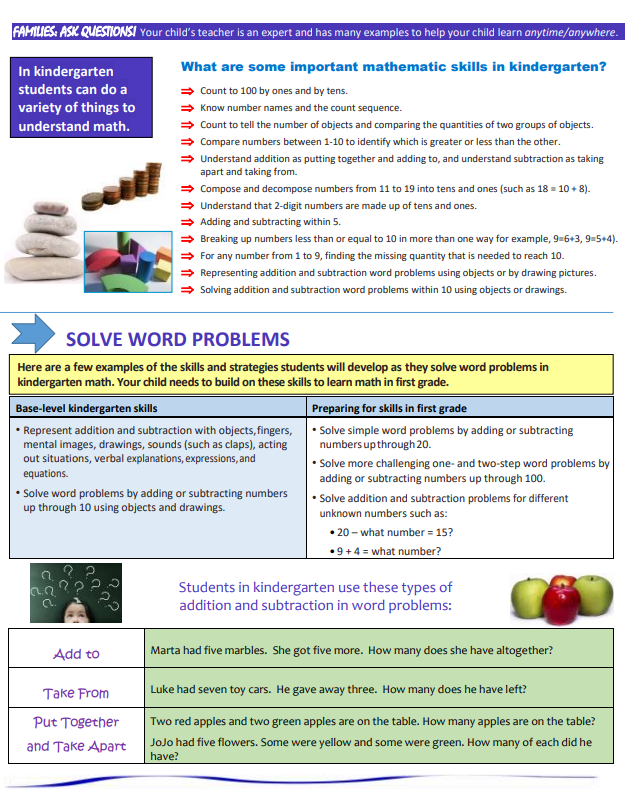 FAMILIES: ASK QUESTIONS! Your child's teacher is an expert and has many examples to help your child learn anytime/anywhere.
In kindergarten
students can do a
variety of things to
understand math.
What are some important mathematic skills in kindergarten?
⇒ Count to 100 by ones and by tens.
⇒ Know number names and the count sequence.
⇒ Count to tell the number of objects and comparing the quantities of two groups of objects.
⇒ Compare numbers between 1-10 to identify which is greater or less than the other.
⇒ Understand addition as putting together and adding to, and understand subtraction as taking
apart and taking from.
⇒ Compose and decompose numbers from 11 to 19 into tens and ones (such as 18 = 10 + 8).
⇒ Understand that 2-digit numbers are made up of tens and ones.
⇒ Adding and subtracting within 5.
⇒ Breaking up numbers less than or equal to 10 in more than one way for example, 9=6+3, 9=5+4).
⇒ For any number from 1 to 9, finding the missing quantity that is needed to reach 10.
⇒ Representing addition and subtraction word problems using objects or by drawing pictures.
⇒ Solving addition and subtraction word problems within 10 using objects or drawings.
SOLVE WORD PROBLEMS
Here are a few examples of the skills and strategies students will develop as they solve word problems in
kindergarten math. Your child needs to build on these skills to learn math in first grade.
Base-level kindergarten skills
• Represent addition and subtraction with objects, fingers,
mental images, drawings, sounds (such as claps), acting
out situations, verbal explanations, expressions, and
equations.
• Solve word problems by adding or subtracting numbers
up through 10 using objects and drawings.
Preparing for skills in first grade
• Solve simple word problems by adding or subtracting
numbers up through 20.
• Solve more challenging one- and two-step word problems by
adding or subtracting numbers up through 100.
• Solve addition and subtraction problems for different
unknown numbers such as:
• 20 – what number = 15?
• 9 + 4 = what number?
? ? ? ? ? ? ?
Students in kindergarten use these types of
addition and subtraction in word problems:
Add to
Marta had five marbles. She got five more. How many does she have altogether?
Take From
Luke had seven toy cars. He gave away three. How many does he have left?
Put Together
and Take Apart
Two red apples and two green apples are on the table. How many apples are on the table?
JoJo had five flowers. Some were yellow and some were green. How many of each did he
have?